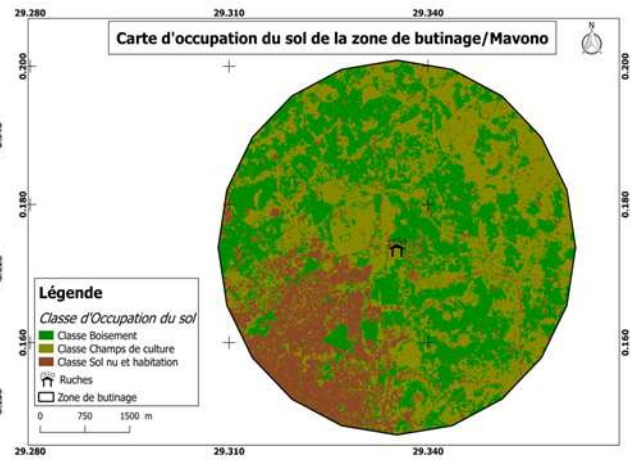 29.280
29.310
29.340
Carte d'occupation du sol de la zone de butinage/Mavono
N
0.200
0.200
0.180
0.180
0.160
0.160
Légende
Classe d'Occupation du sol
Classe Boisement
Classe Champs de culture
Classe Sol nu et habitation
Ruches
Zone de butinage
0 750 1500 m
29.280
29.310
29.340